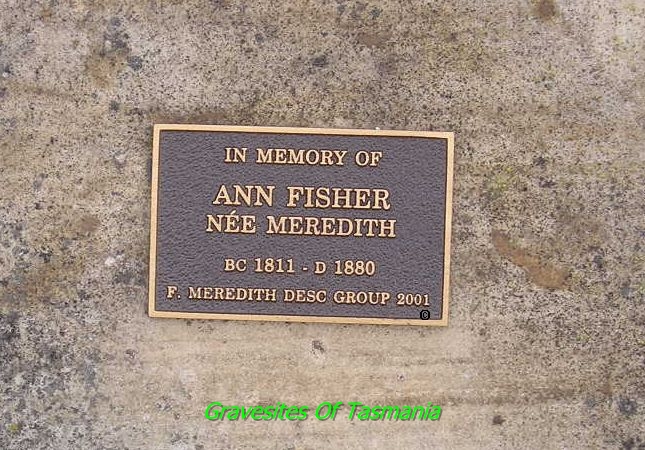 IN MEMORY OF
ANN FISHER
NÉE MEREDITH
BC 1811 - D 1880
F. MEREDITH DESC GROUP 2001
©
Gravesites Of Tasmania